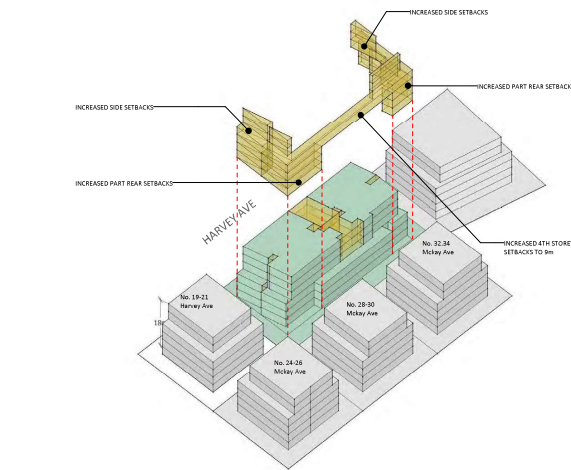 INCREASED SIDE SETBACKS
INCREASED PART REAR SETBACK
INCREASED SIDE SETBACKS
INCREASED PART REAR SETBACKS
HARVEY AVE
INCREASED 4TH STORE
SETBACKS TO 9m
No. 32.34
Mckay Ave
No. 19-21
Harvey Ave
No. 28-30
Mckay Ave
18
No. 24-26
Mckay Ave